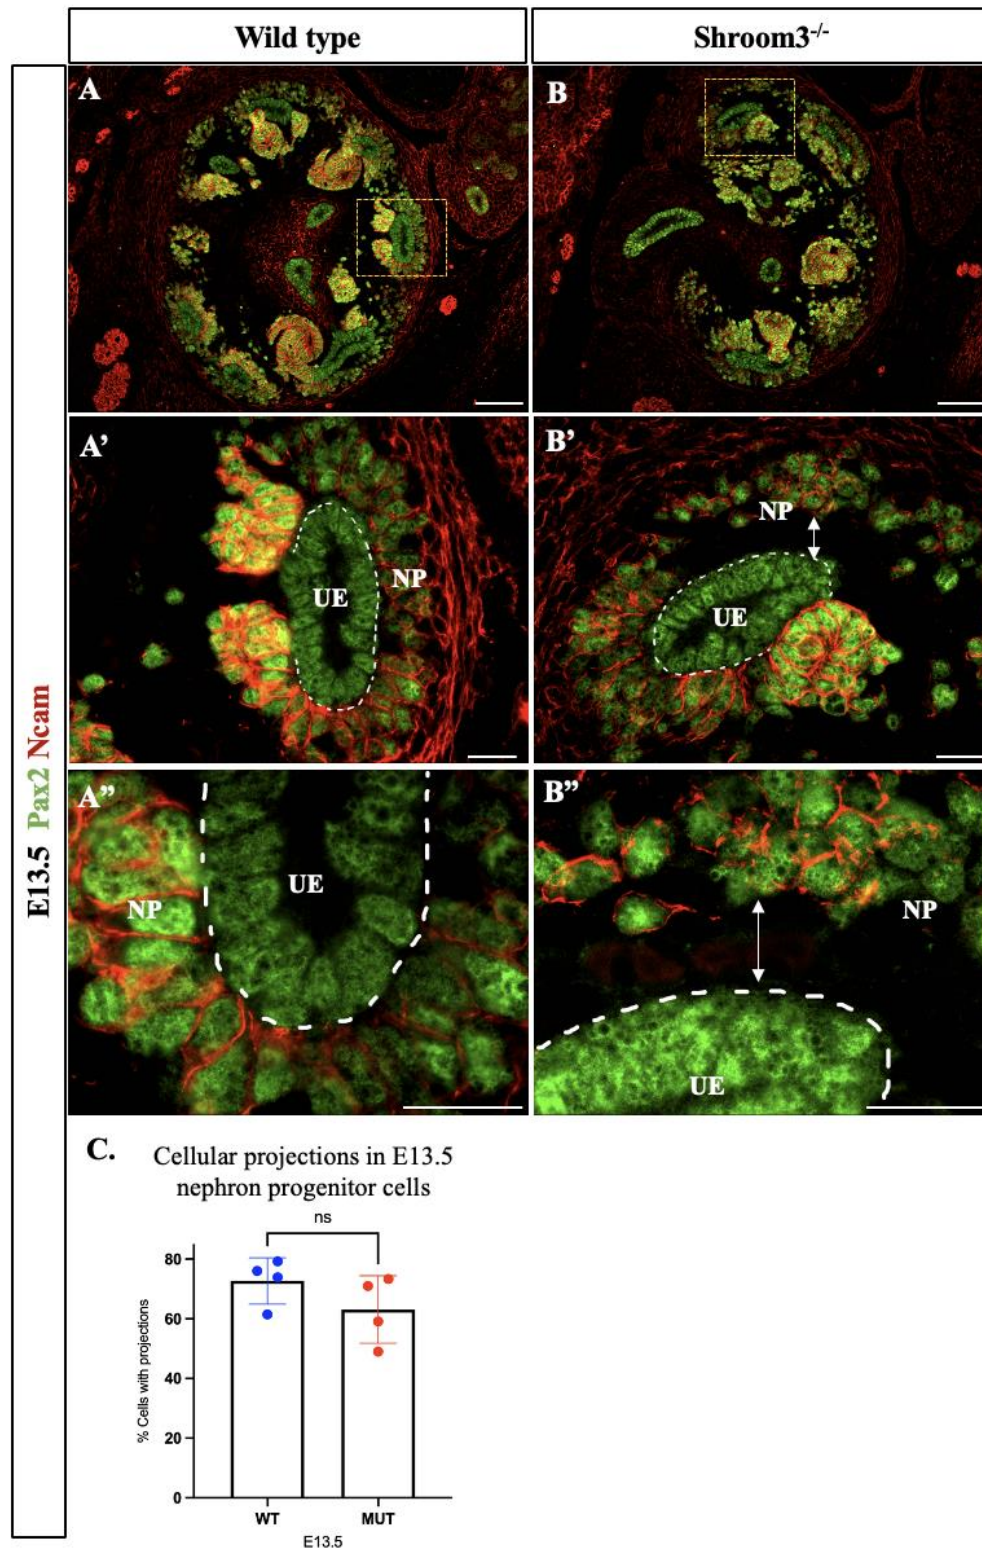 Wild type
Shroom3-/-
E13.5 Pax2 Ncam
A
B
A’
UE
NP
B’
NP
UE
A”
NP
UE
B”
NP
UE
C.
Cellular projections in E13.5
nephron progenitor cells
ns
% Cells with projections
80
60
40
20
0
WT
MUT
E13.5